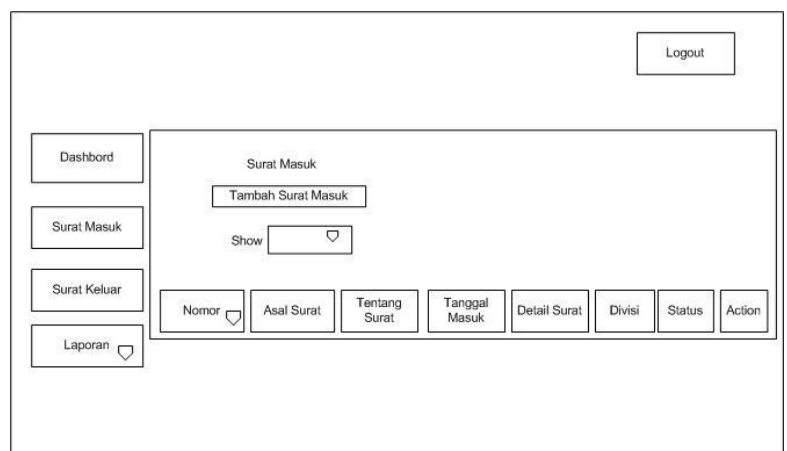 Logout
Dashbord
Surat Masuk
Surat Keluar
Laporan
Surat Masuk
Tambah Surat Masuk
Show
Nomor
Asal Surat
Tentang
Surat
Tanggal
Masuk
Detail Surat
Divisi
Status
Action